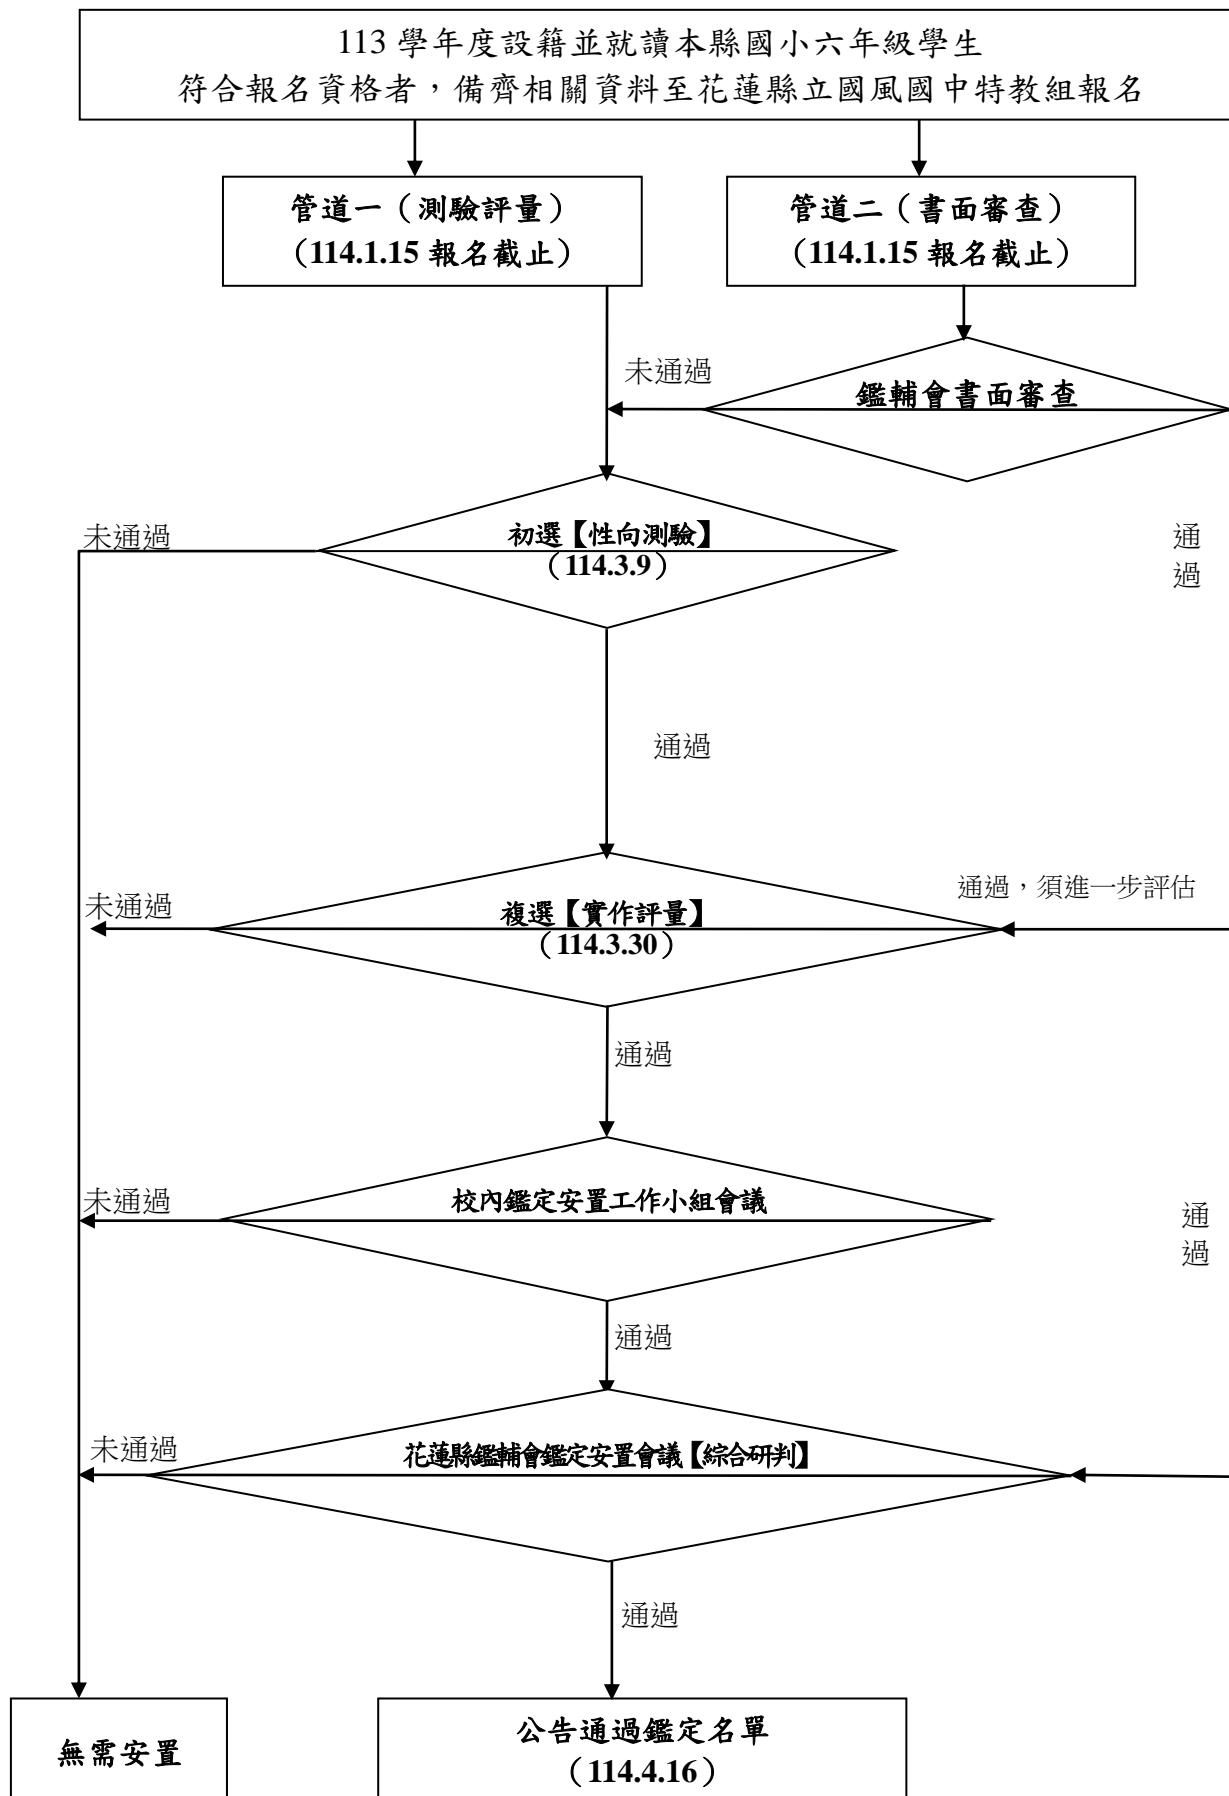 113 學年度設籍並就讀本縣國小六年級學生
符合報名資格者，備齊相關資料至花蓮縣立國風國中特教組報名
管道一（測驗評量）
（114.1.15 報名截止）
管道二（書面審查）
（114.1.15 報名截止）
未通過
鑑輔會書面審查
未通過
初選【性向測驗】
（114.3.9）
通
過
通過
通過，須進一步評估
未通過
複選【實作評量】
（114.3.30）
通過
未通過
校內鑑定安置工作小組會議
通
過
通過
未通過
花蓮縣鑑輔會鑑定安置會議【綜合研判】
通過
無需安置
公告通過鑑定名單
（114.4.16）